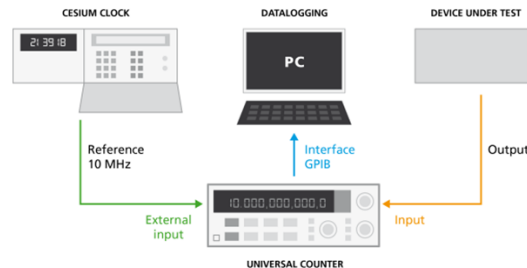 CESIUM CLOCK
DATALOGGING
DEVICE UNDER TEST
21 39 18
PC
Reference
10 MHz
Interface
GPIB
Output
10.000,000,000,0
External
input
Input
UNIVERSAL COUNTER